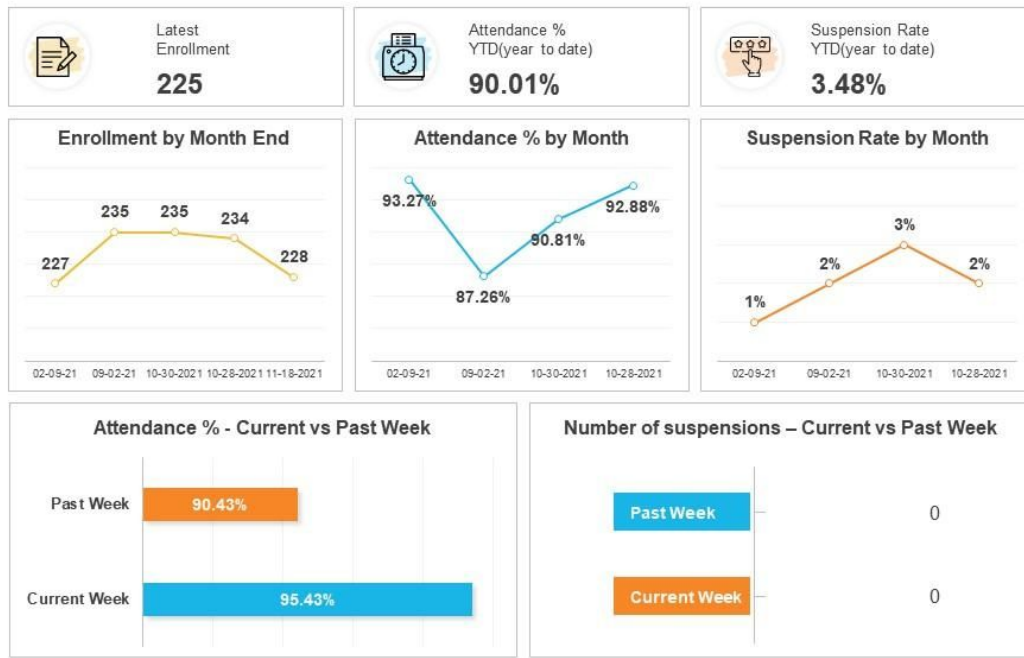 Latest
Enrollment
225
Attendance %
YTD(year to date)
90.01%
Suspension Rate
YTD(year to date)
3.48%
Enrollment by Month End
227
235
235
234
228
02-09-21 09-02-21 10-30-2021 10-28-2021 11-18-2021
Attendance % by Month
93.27%
87.26%
90.81%
92.88%
02-09-21 09-02-21 10-30-2021 10-28-2021
Suspension Rate by Month
1%
2%
3%
2%
02-09-21 09-02-21 10-30-2021 10-28-2021
Attendance % - Current vs Past Week
Past Week 90.43%
Current Week 95.43%
Number of suspensions – Current vs Past Week
Past Week 0
Current Week 0